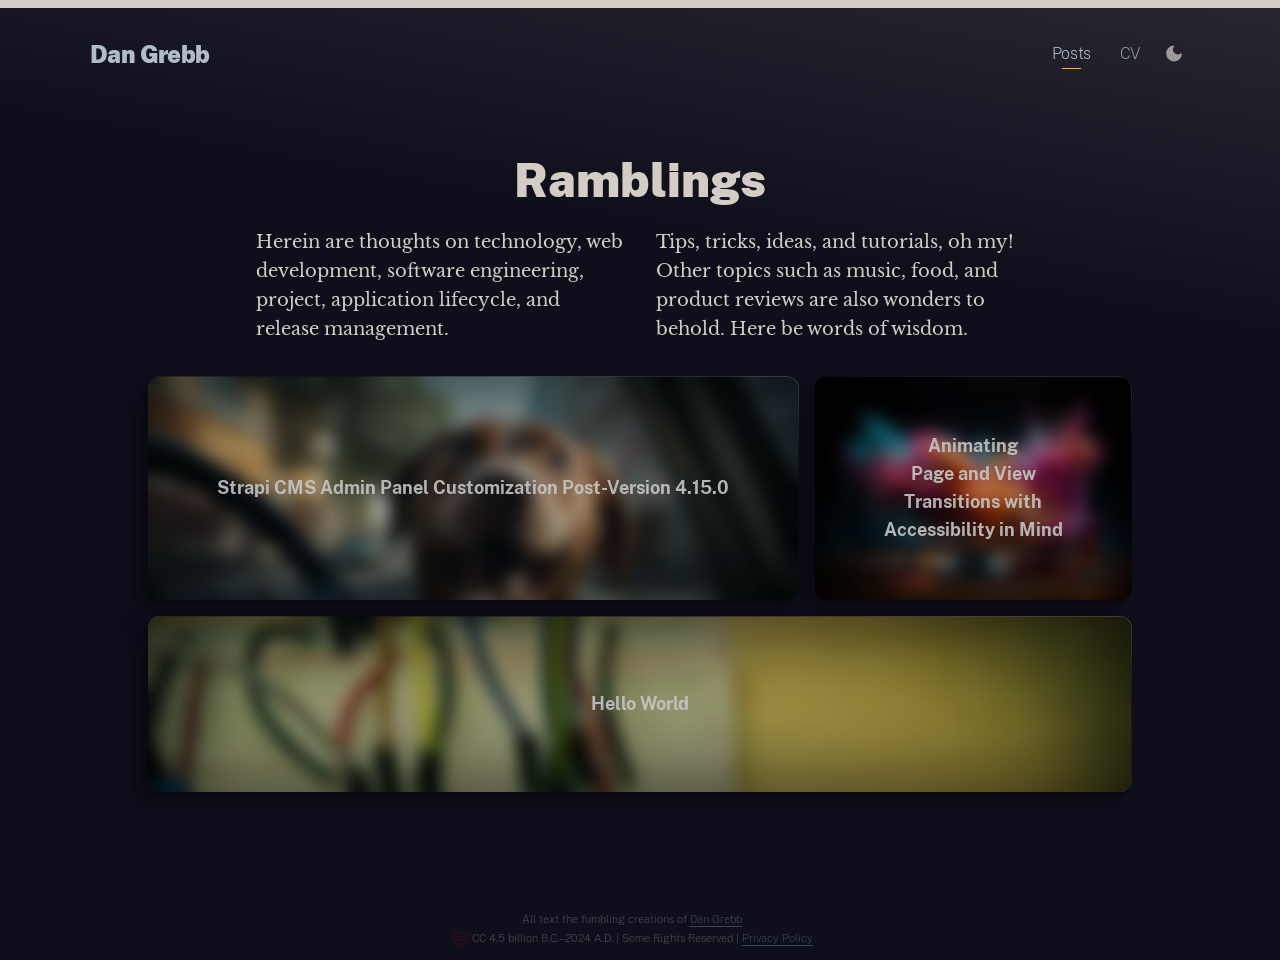 Dan Grebb
Posts
CV
Ramblings
Herein are thoughts on technology, web
development, software engineering,
project, application lifecycle, and
release management.
Tips, tricks, ideas, and tutorials, oh my!
Other topics such as music, food, and
product reviews are also wonders to
behold. Here be words of wisdom.
Strapi CMS Admin Panel Customization Post-Version 4.15.0
Animating
Page and View
Transitions with
Accessibility in Mind
Hello World
All text the fumbling creations of Dan Grebb
CC 4.5 billion B.C.–2024 A.D. | Some Rights Reserved | Privacy Policy